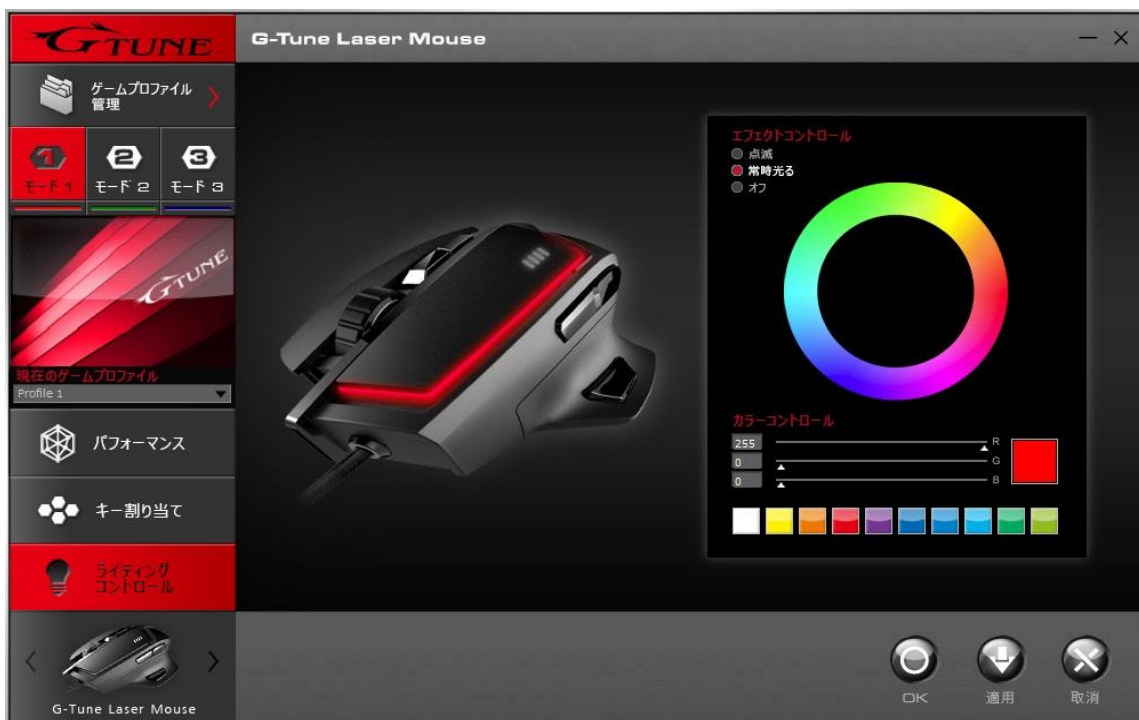 GTUNE
G-Tune Laser Mouse
ゲームプロファイル
管理
1
2
3
モード 1
モード 2
モード 3
GTUNE
現在のゲームプロファイル
Profile 1
パフォーマンス
キー割り当て
ライティング
コントロール
G-Tune Laser Mouse
エフェクトコントロール
点滅
常時光る
オフ
カラーコントロール
255
R
0
G
0
B
OK
適用
取消